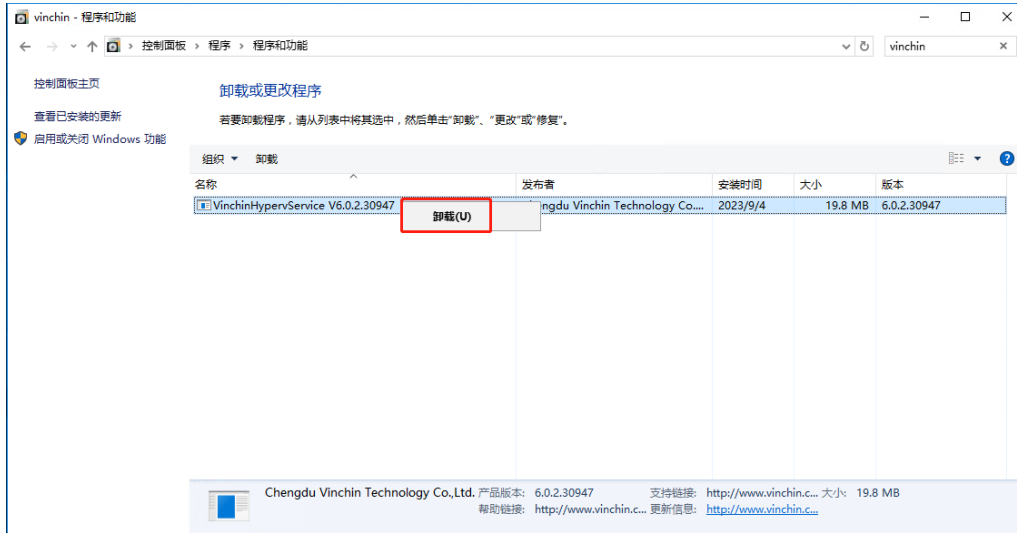 vinchin - 程序和功能
控制面板 › 程序 › 程序和功能
vinchin
控制面板主页
查看已安装的更新
启用或关闭 Windows 功能
卸载或更改程序
若要卸载程序，请从列表中将其选中，然后单击"卸载"、"更改"或"修复"。
组织 卸载
名称 发布者 安装时间 大小 版本
VinchinHypervService V6.0.2.30947 engdu Vinchin Technology Co.... 2023/9/4 19.8 MB 6.0.2.30947
卸载(U)
Chengdu Vinchin Technology Co.,Ltd. 产品版本: 6.0.2.30947 支持链接: http://www.vinchin.c... 大小: 19.8 MB
帮助链接: http://www.vinchin.c... 更新信息: http://www.vinchin.c...